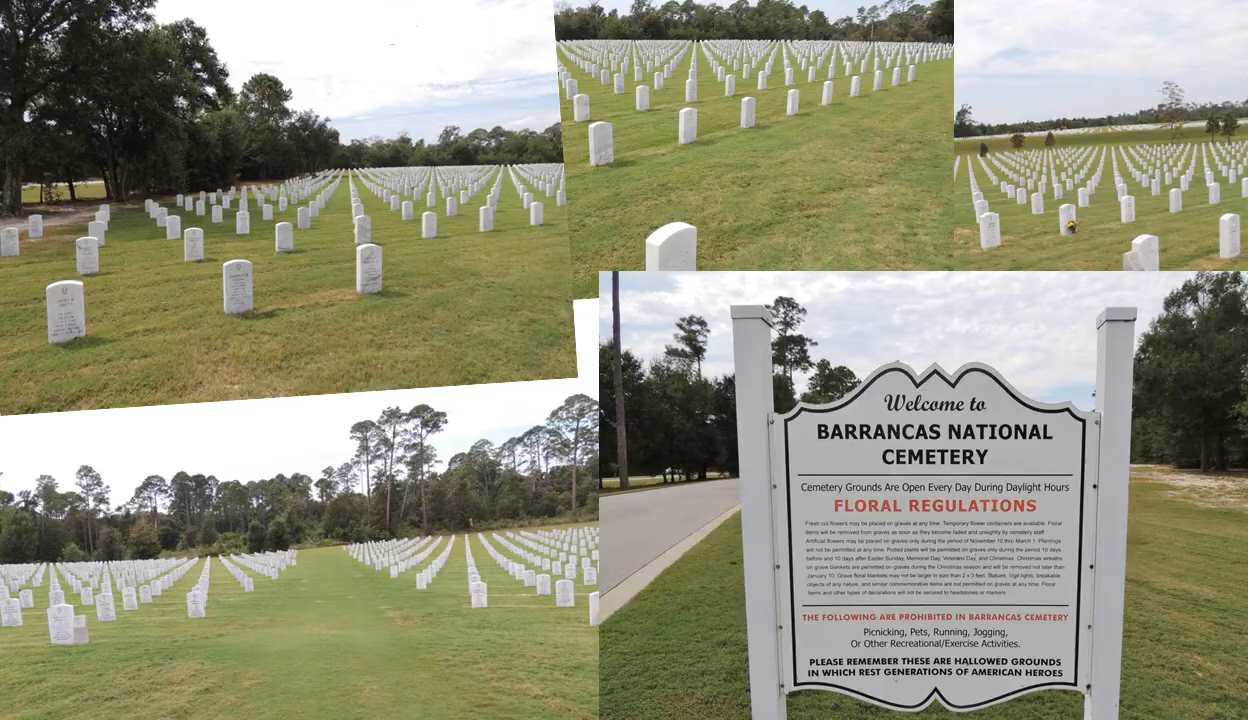 Welcome to
BARRANCAS NATIONAL
CEMETERY
Cemetery Grounds Are Open Every Day During Daylight Hours
FLORAL REGULATIONS
Fresh cut flowers may be placed on graves at any time. Temporary flower containers are available. Floral
items will be removed from graves as soon as they become faded and unsightly by cemetery staff.
Artificial flowers may be placed on graves only during the period of November 10 thru March 1. Plantings
will not be permitted at any time. Potted plants will be permitted on graves only during the period 10 days
before and 10 days after Easter Sunday, Memorial Day, Veterans Day, and Christmas. Christmas wreaths
on grave blankets are permitted on graves during the Christmas season and will be removed not later than
January 10. Grave floral blankets may not be larger in size than 2 x 3 feet. Statues, Vigil lights, breakable
objects of any nature, and similar commemorative items are not permitted on graves at any time. Floral
items and other types of decorations will not be secured to headstones or markers.
THE FOLLOWING ARE PROHIBITED IN BARRANCAS CEMETERY
Picnicking, Pets, Running, Jogging,
Or Other Recreational/Exercise Activities.
PLEASE REMEMBER THESE ARE HALLOWED GROUNDS
IN WHICH REST GENERATIONS OF AMERICAN HEROES